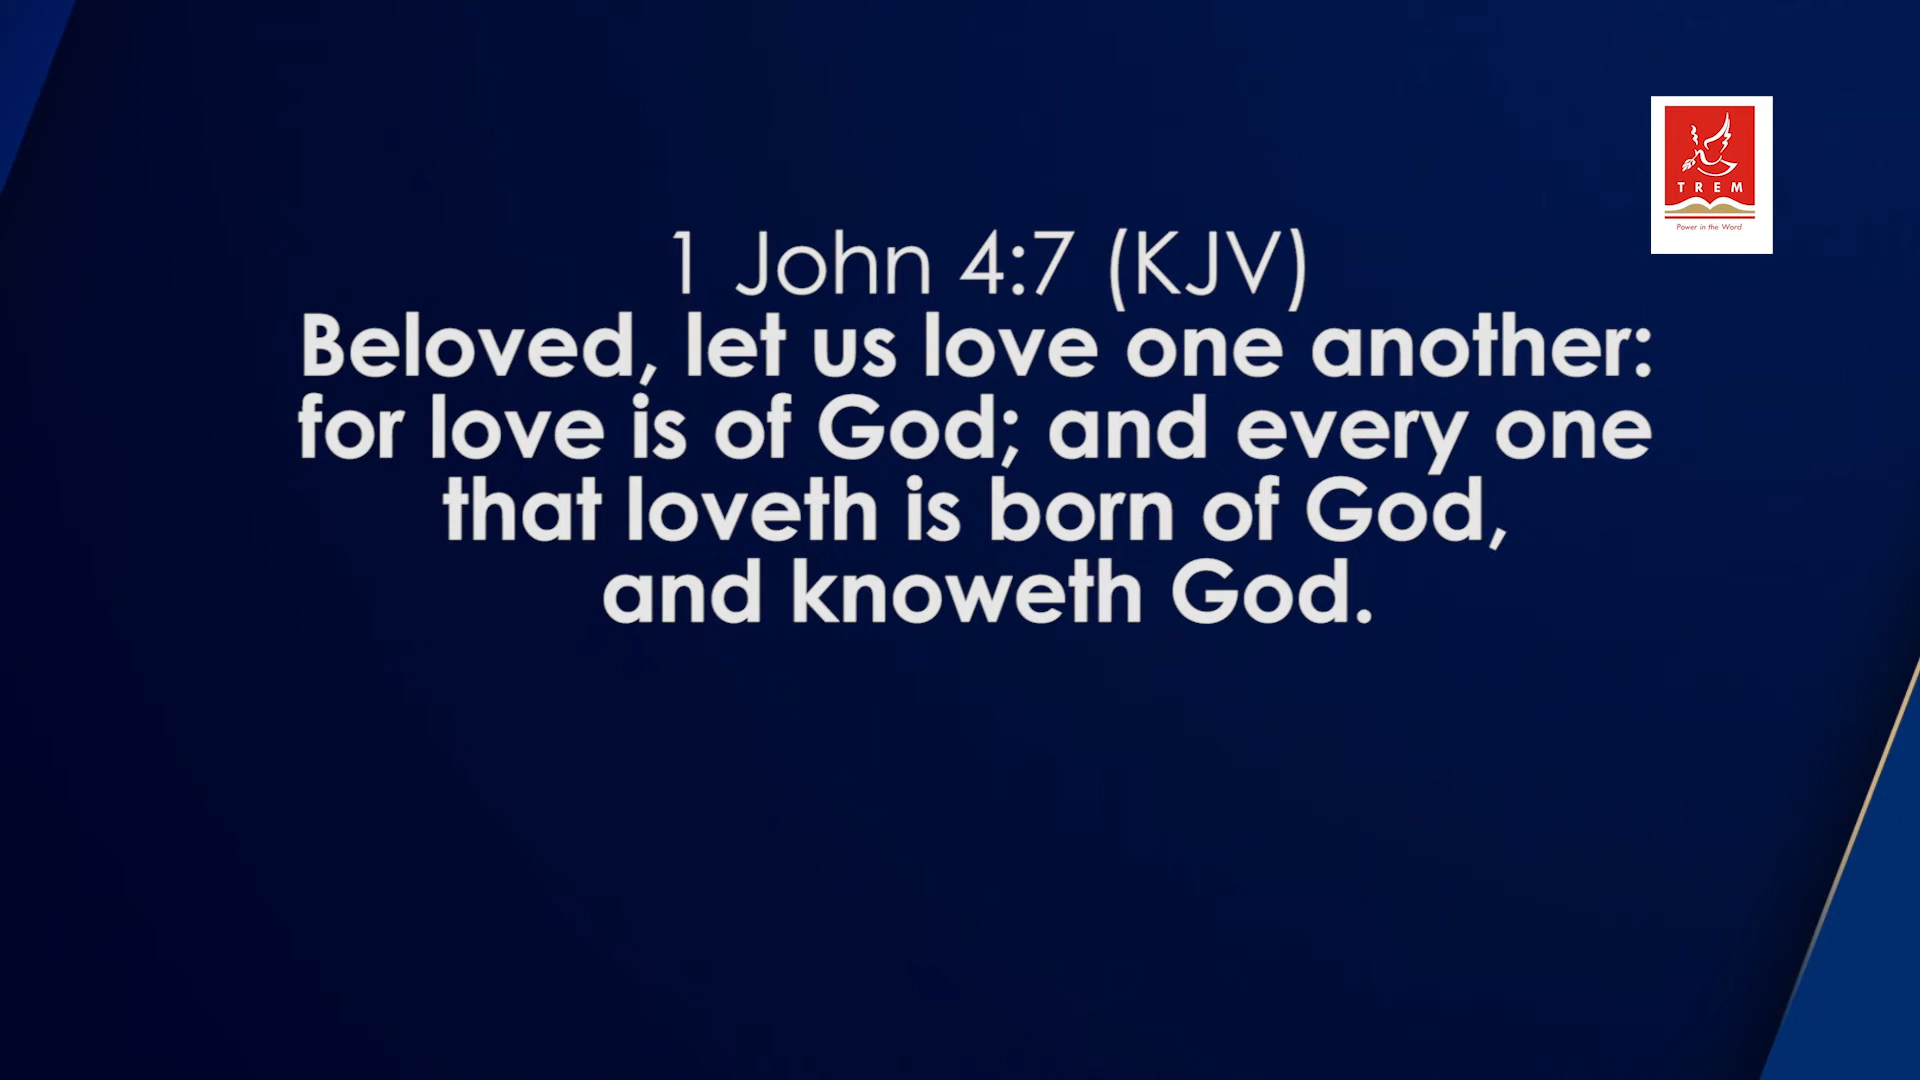 TREM
Power in the Word
1 John 4:7 (KJV)
Beloved, let us love one another:
for love is of God; and every one
that loveth is born of God,
and knoweth God.